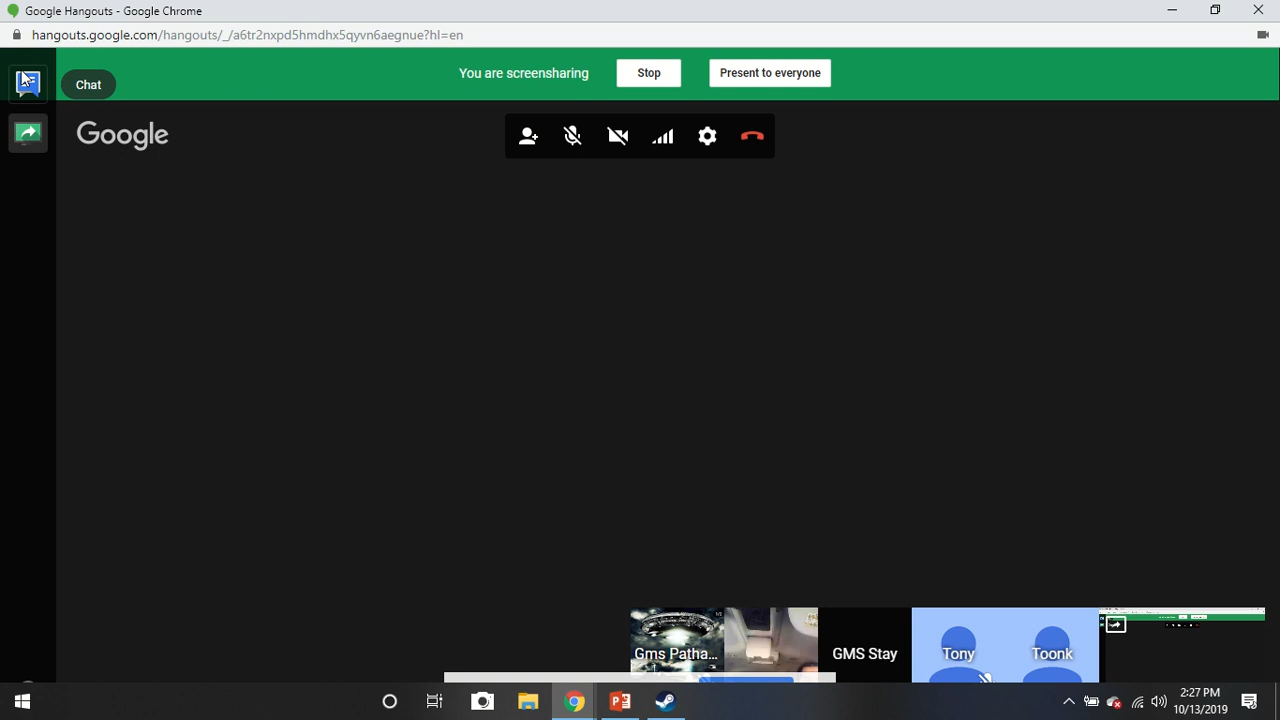 Google Hangouts - Google Chrome
hangouts.google.com/hangouts/_/a6tr2nxpd5hmdhx5qyvn6aegnue?hl=en
You are screensharing
Stop
Present to everyone
Chat
Google
Gms Patha...
GMS Stay
Tony
Toonk
2:27 PM
10/13/2019